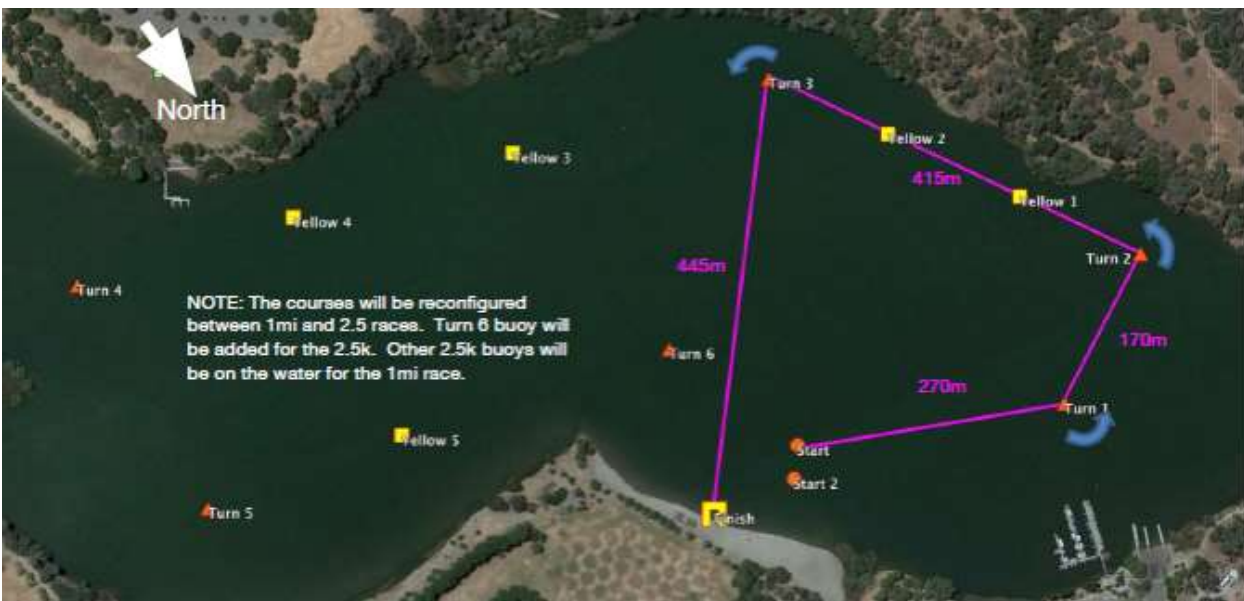 North
Turn 3
Yellow 2
415m
Yellow 1
Yellow 3
Yellow 4
Turn 2
445m
Turn 4
NOTE: The courses will be reconfigured
between 1mi and 2.5 races. Turn 6 buoy will
be added for the 2.5k. Other 2.5k buoys will
be on the water for the 1mi race.
170m
Turn 6
270m
Turn 1
Yellow 5
Start
Start 2
Turn 5
Finish